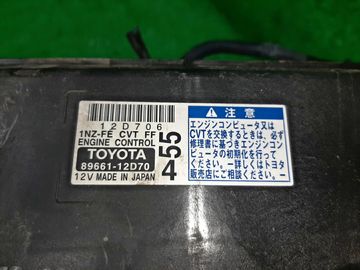 12D706
1NZ-FE CVT FF
ENGINE CONTROL
TOYOTA
89661-12D70
12V MADE IN JAPAN
455
⚠ 注意
エンジンコンピュータ又は
CVTを交換するときは、必ず
修理書に基づきエンジンコン
ピュータの初期化を行って
ください。詳しくはトヨタ
販売店にご相談ください。